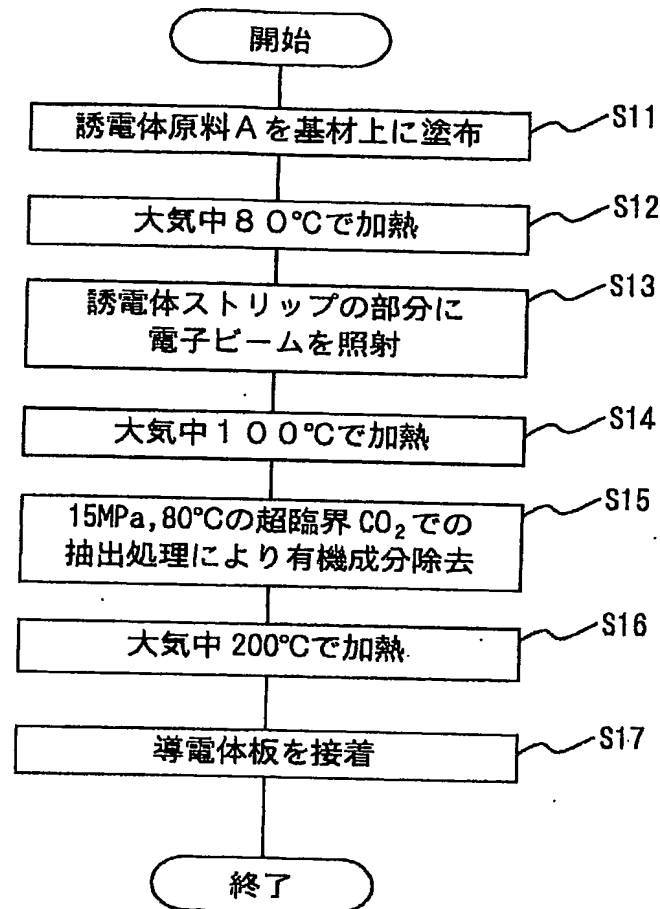 開始
誘電体原料Aを基材上に塗布
S11
大気中８０℃で加熱
S12
誘電体ストリップの部分に
電子ビームを照射
S13
大気中１００℃で加熱
S14
15MPa,80℃の超臨界CO₂での
抽出処理により有機成分除去
S15
大気中200℃で加熱
S16
導電体板を接着
S17
終了